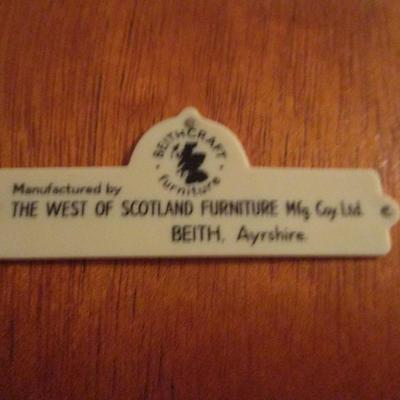 · BEITHCRAFT ·
Furniture
Manufactured by
THE WEST OF SCOTLAND FURNITURE Mfg. Coy. Ltd.
BEITH, Ayrshire.